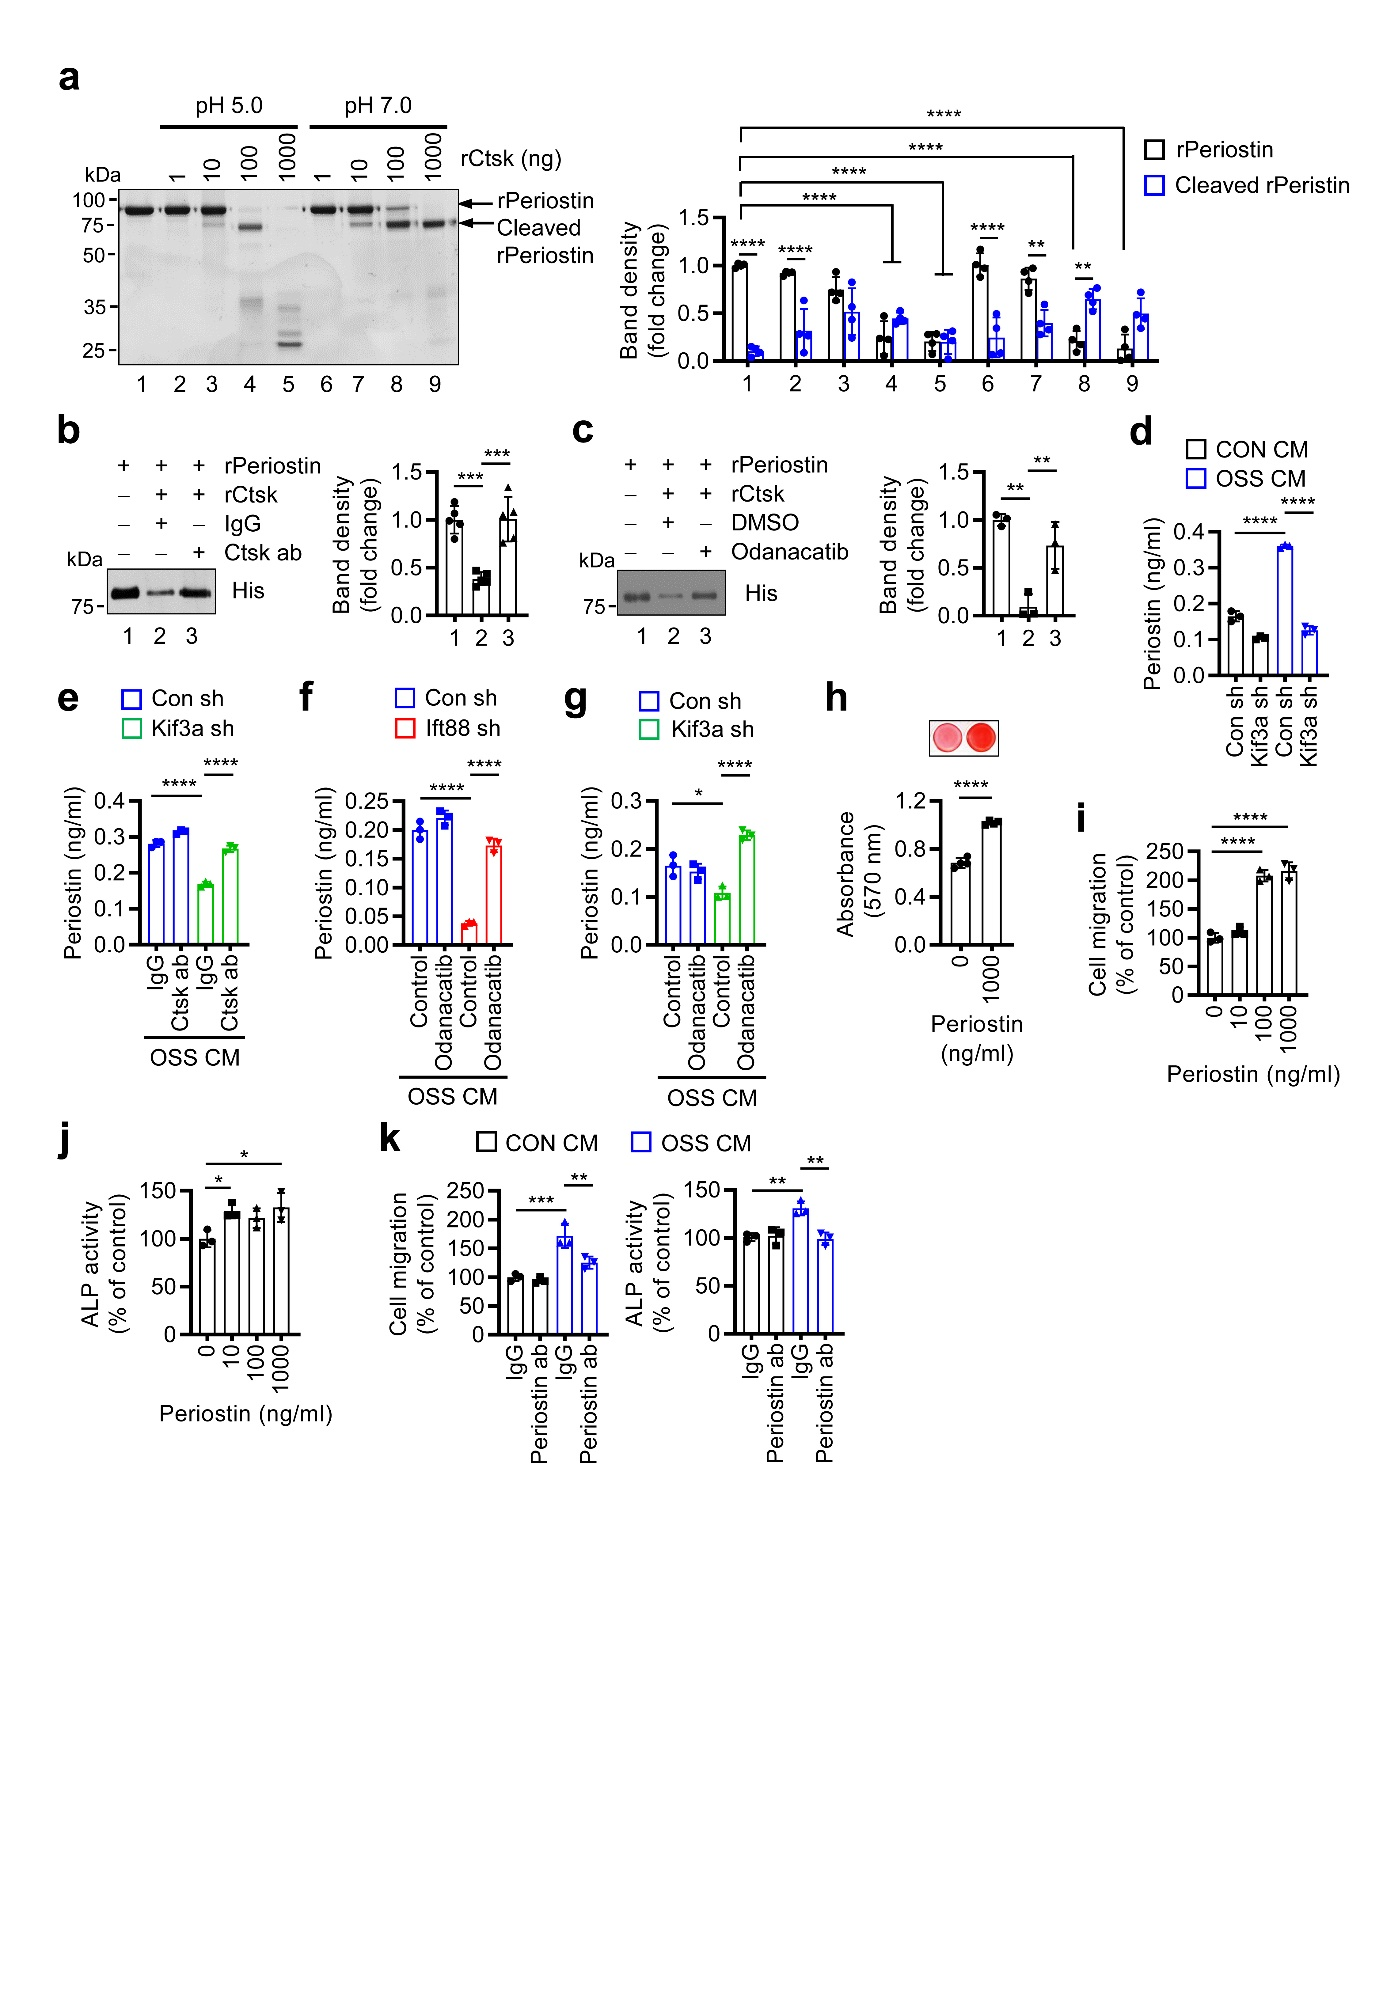 a
pH 5.0
pH 7.0
1
10
100
1000
1
10
100
1000
rCtsk (ng)
kDa
100
75
50
35
25
rPeriostin
Cleaved
rPeriostin
1 2 3 4 5 6 7 8 9
Band density
(fold change)
1.5
1.0
0.5
0.0
**** **** **** ** **
****
****
****
****
rPeriostin
Cleaved rPeristin
1 2 3 4 5 6 7 8 9
b
+ + + rPeriostin
– + + rCtsk
– + – IgG
– – + Ctsk ab
kDa
75
His
1 2 3
Band density
(fold change)
1.5
1.0
0.5
0.0
*** ***
1 2 3
c
+ + + rPeriostin
– + + rCtsk
– + – DMSO
– – + Odanacatib
kDa
75
His
1 2 3
Band density
(fold change)
1.5
1.0
0.5
0.0
** **
1 2 3
d
CON CM
OSS CM
Periostin (ng/ml)
0.4
0.3
0.2
0.1
0.0
**** ****
Con sh
Kif3a sh
Con sh
Kif3a sh
e
Con sh
Kif3a sh
Periostin (ng/ml)
0.4
0.3
0.2
0.1
0.0
**** ****
IgG
Ctsk ab
IgG
Ctsk ab
OSS CM
f
Con sh
Ift88 sh
Periostin (ng/ml)
0.25
0.20
0.15
0.10
0.05
0.00
**** ****
Control
Odanacatib
Control
Odanacatib
OSS CM
g
Con sh
Kif3a sh
Periostin (ng/ml)
0.3
0.2
0.1
0.0
* ****
Control
Odanacatib
Control
Odanacatib
OSS CM
h
Absorbance
(570 nm)
1.2
0.8
0.4
0.0
****
0
1000
Periostin
(ng/ml)
i
Cell migration
(% of control)
250
200
150
100
50
0
****
****
0
10
100
1000
Periostin (ng/ml)
j
ALP activity
(% of control)
150
100
50
0
*
*
0
10
100
1000
Periostin (ng/ml)
k
CON CM
OSS CM
Cell migration
(% of control)
250
200
150
100
50
0
*** **
IgG
Periostin ab
IgG
Periostin ab
ALP activity
(% of control)
150
100
50
0
** **
IgG
Periostin ab
IgG
Periostin ab